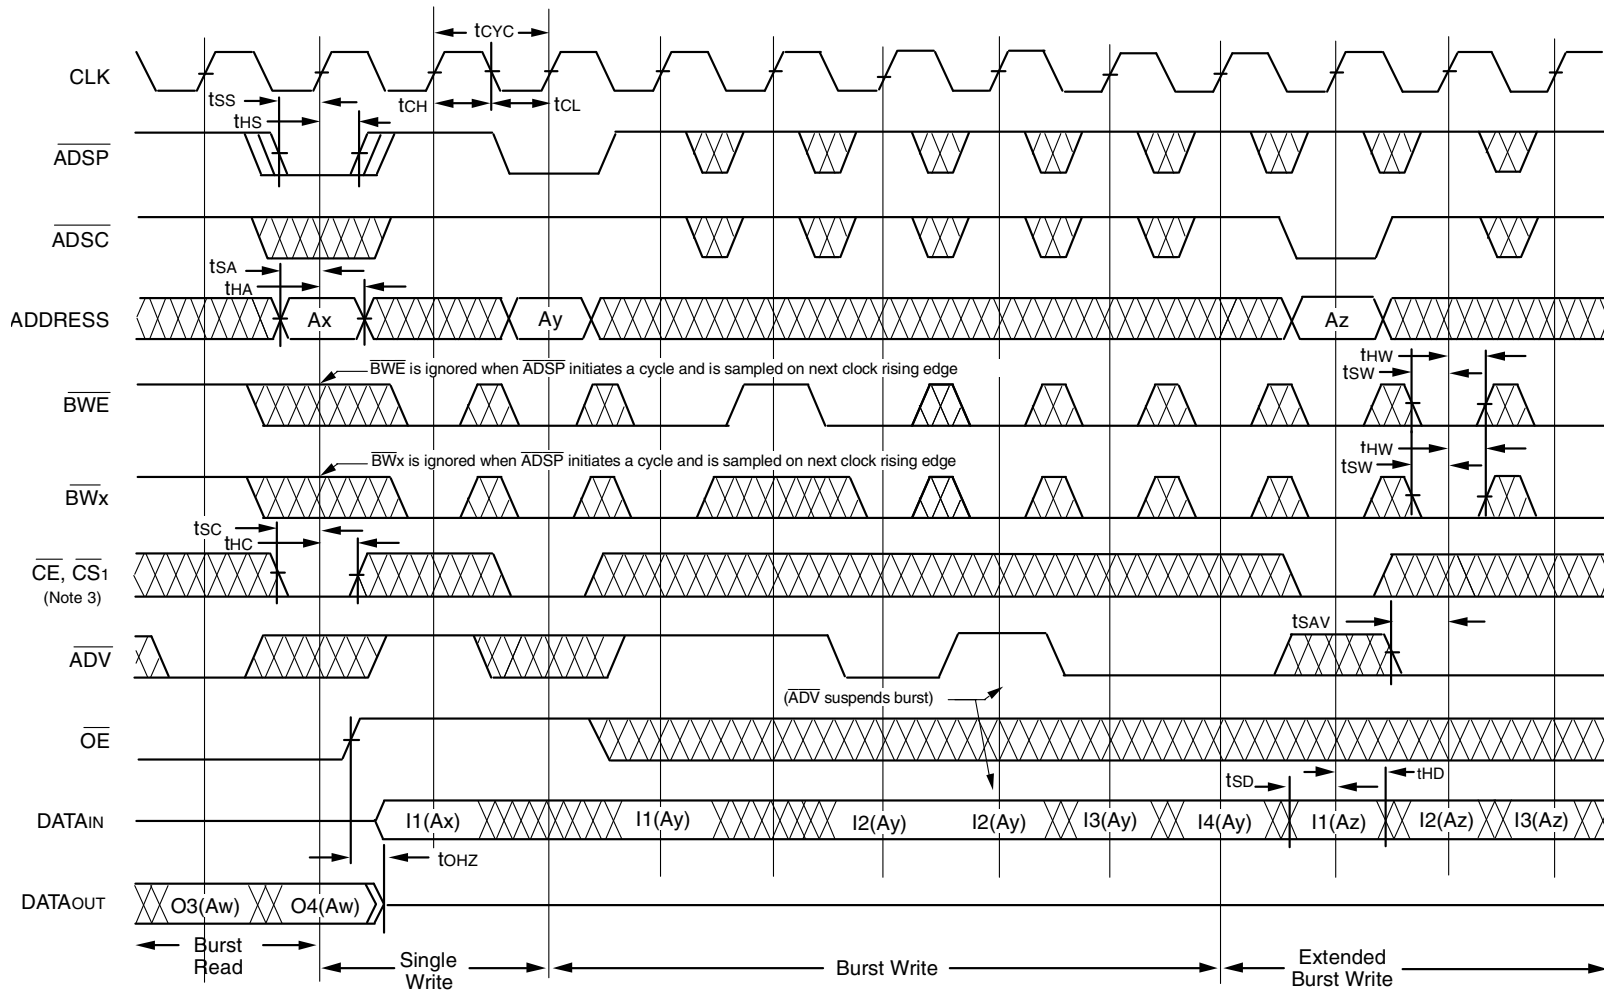 tCYC
CLK
tSS
tCH
tCL
tHS
ADSP
ADSC
tSA
tHA
ADDRESS
Ax
Ay
Az
BWE is ignored when ADSP initiates a cycle and is sampled on next clock rising edge
tHW
tSW
BWE
BWx is ignored when ADSP initiates a cycle and is sampled on next clock rising edge
tHW
tSW
BWx
tSC
tHC
CE, CS1
(Note 3)
tSAV
ADV
(ADV suspends burst)
OE
tSD
tHD
DATAIN
I1(Ax)
I1(Ay)
I2(Ay)
I2(Ay)
I3(Ay)
I4(Ay)
I1(Az)
I2(Az)
I3(Az)
tOHZ
DATAOUT
O3(Aw)
O4(Aw)
Burst
Read
Single
Write
Burst Write
Extended
Burst Write